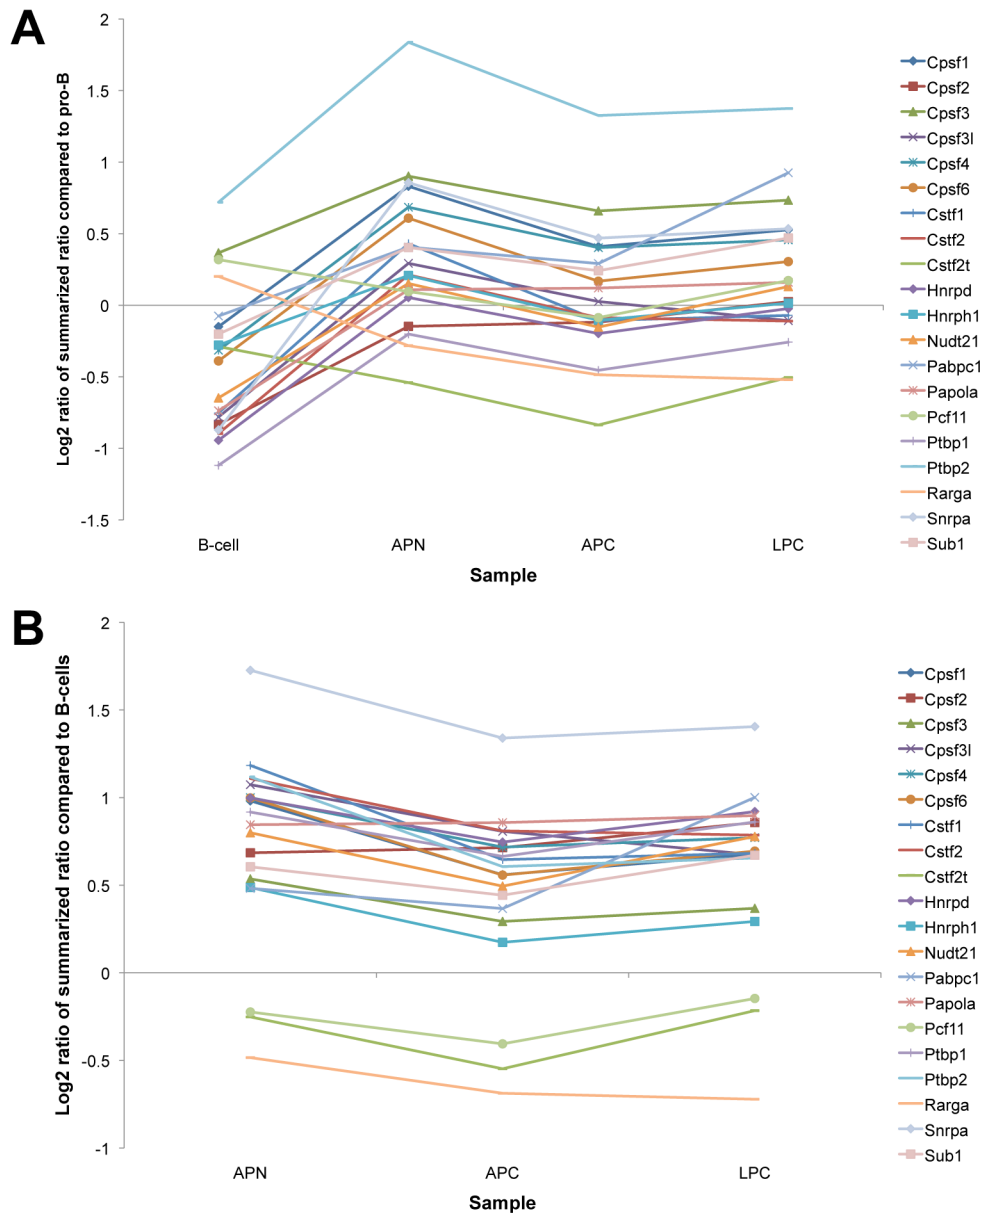 A
Log2 ratio of summarized ratio compared to pro-B
2
1.5
1
0.5
0
-0.5
-1
-1.5
B-cell APN APC LPC
Sample
Cpsf1
Cpsf2
Cpsf3
Cpsf3l
Cpsf4
Cpsf6
Cstf1
Cstf2
Cstf2t
Hnrpd
Hnrph1
Nudt21
Pabpc1
Papola
Pcf11
Ptbp1
Ptbp2
Rarga
Snrpa
Sub1
B
Log2 ratio of summarized ratio compared to B-cells
2
1.5
1
0.5
0
-0.5
-1
APN APC LPC
Sample
Cpsf1
Cpsf2
Cpsf3
Cpsf3l
Cpsf4
Cpsf6
Cstf1
Cstf2
Cstf2t
Hnrpd
Hnrph1
Nudt21
Pabpc1
Papola
Pcf11
Ptbp1
Ptbp2
Rarga
Snrpa
Sub1